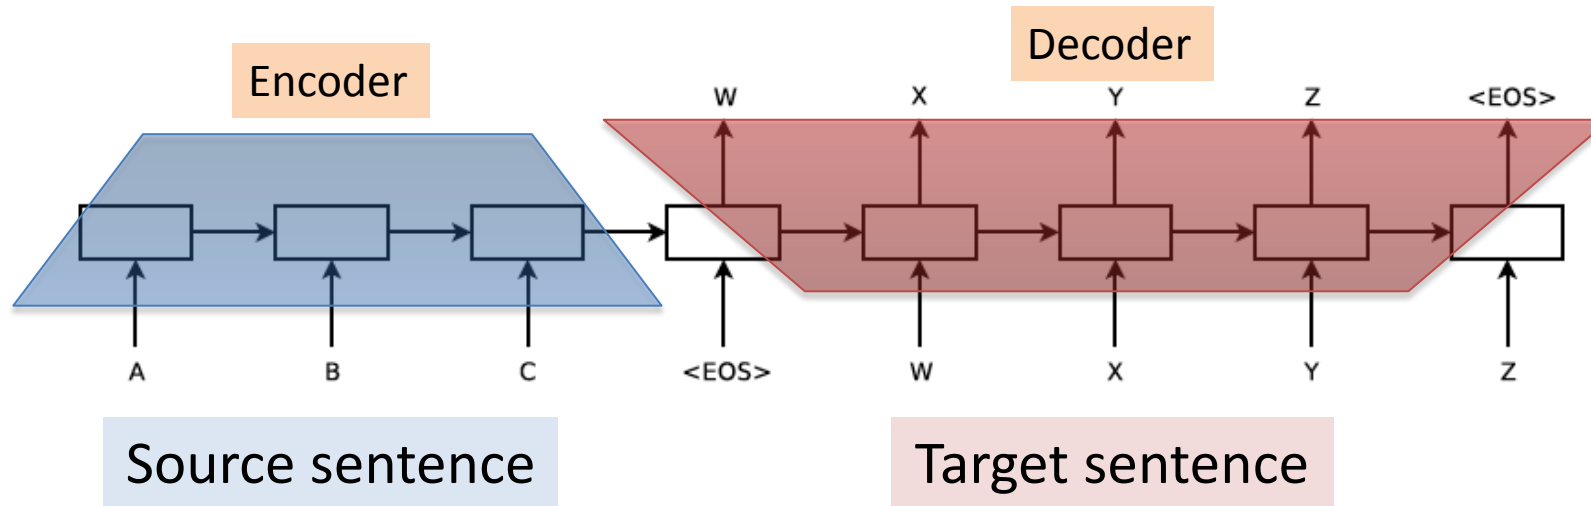 Encoder
Decoder
W X Y Z <EOS>
A B C <EOS> W X Y Z
Source sentence
Target sentence